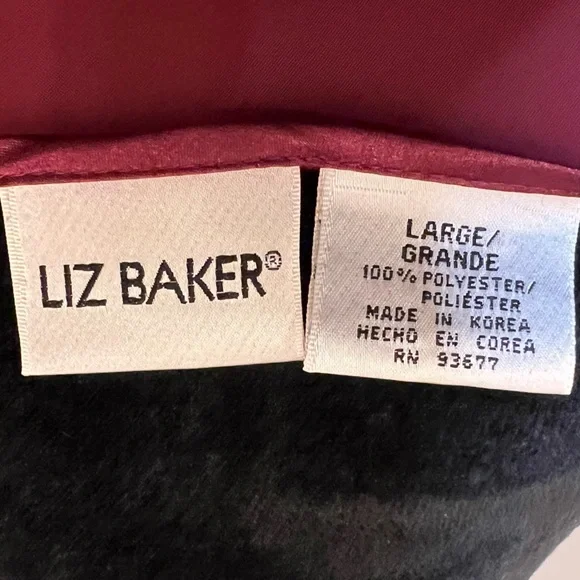 LIZ BAKER®
LARGE/
GRANDE
100% POLYESTER/
POLIÉSTER
MADE IN KOREA
HECHO EN COREA
RN 93677